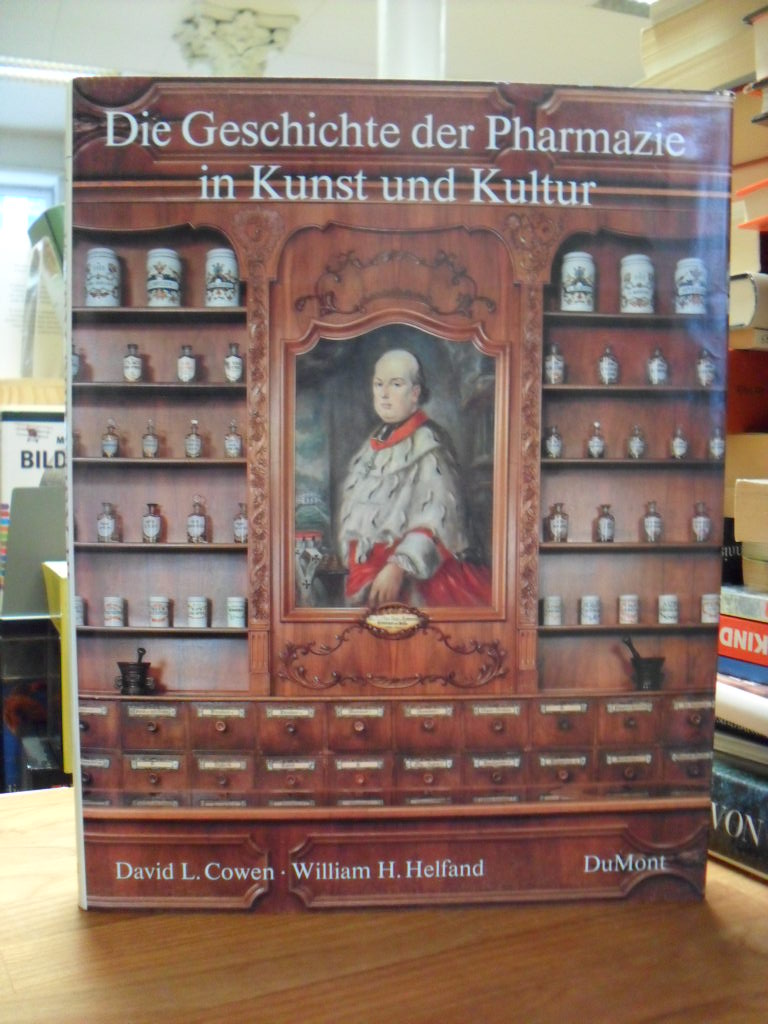 Die Geschichte der Pharmazie
in Kunst und Kultur
David L. Cowen · William H. Helfand
DuMont
BILD
KIND
VON